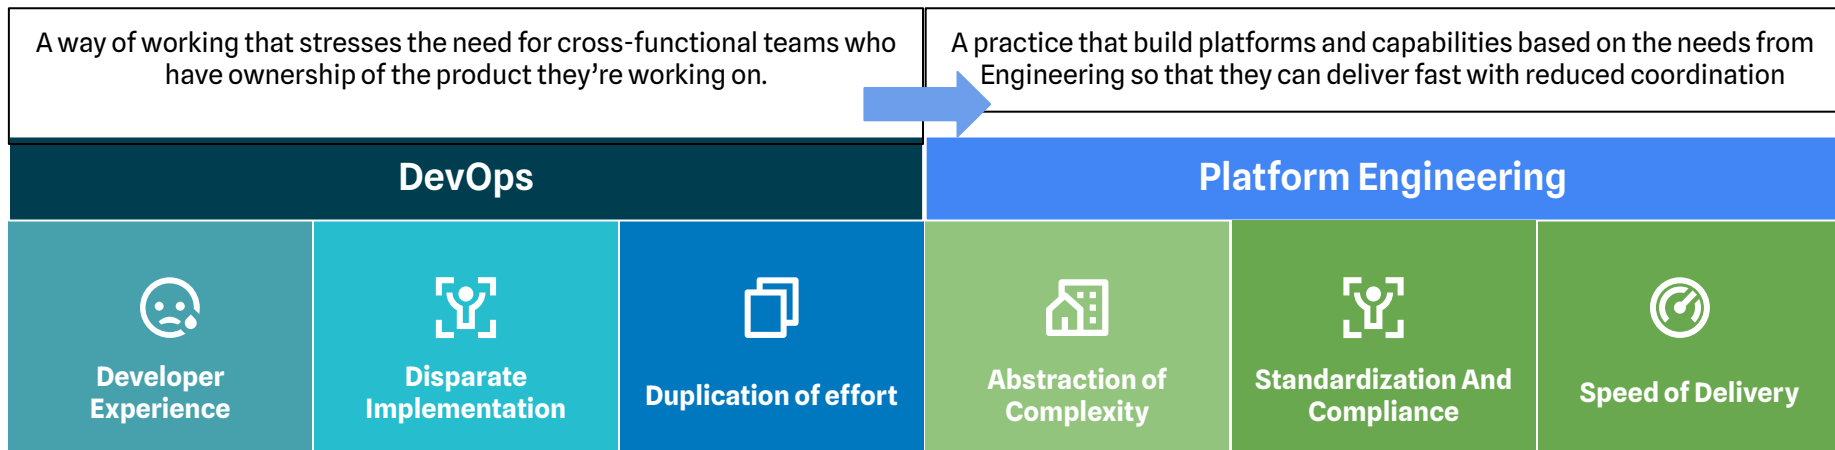 A way of working that stresses the need for cross-functional teams who
have ownership of the product they’re working on.
A practice that build platforms and capabilities based on the needs from
Engineering so that they can deliver fast with reduced coordination
DevOps
Platform Engineering
Developer
Experience
Disparate
Implementation
Duplication of effort
Abstraction of
Complexity
Standardization And
Compliance
Speed of Delivery